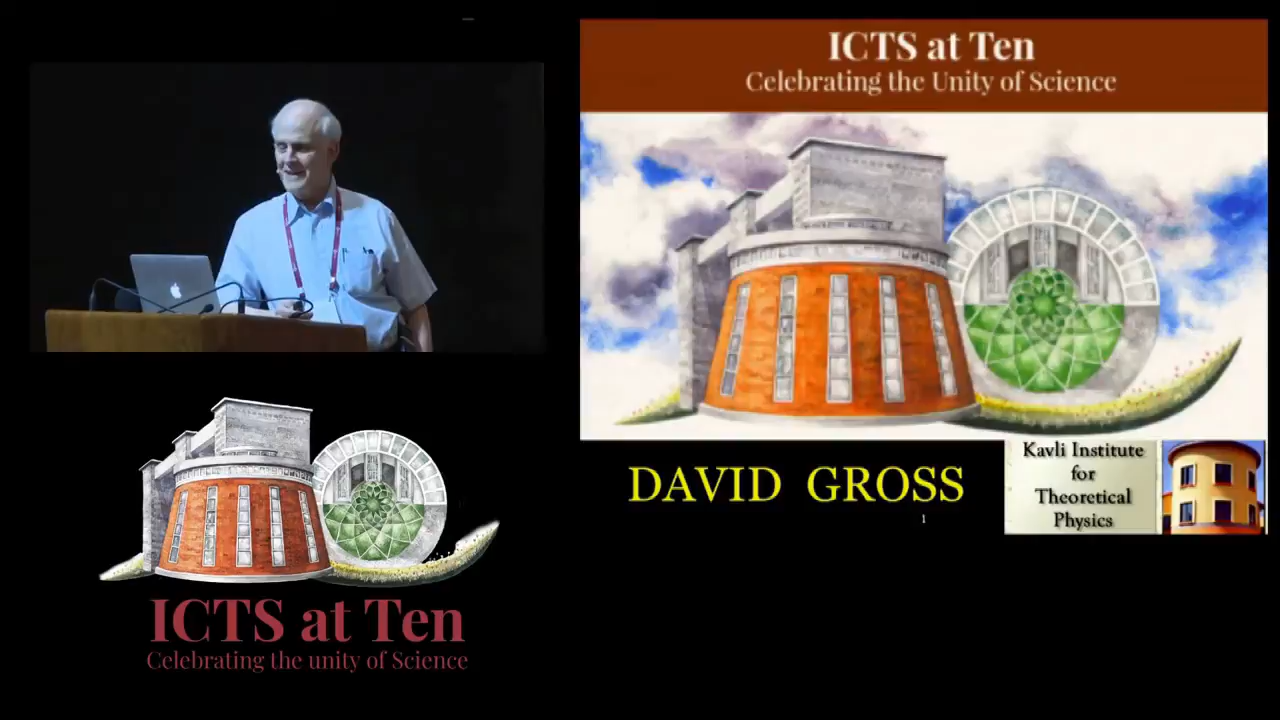 ICTS at Ten
Celebrating the Unity of Science
DAVID GROSS
1
Kavli Institute
for
Theoretical
Physics
ICTS at Ten
Celebrating the unity of Science